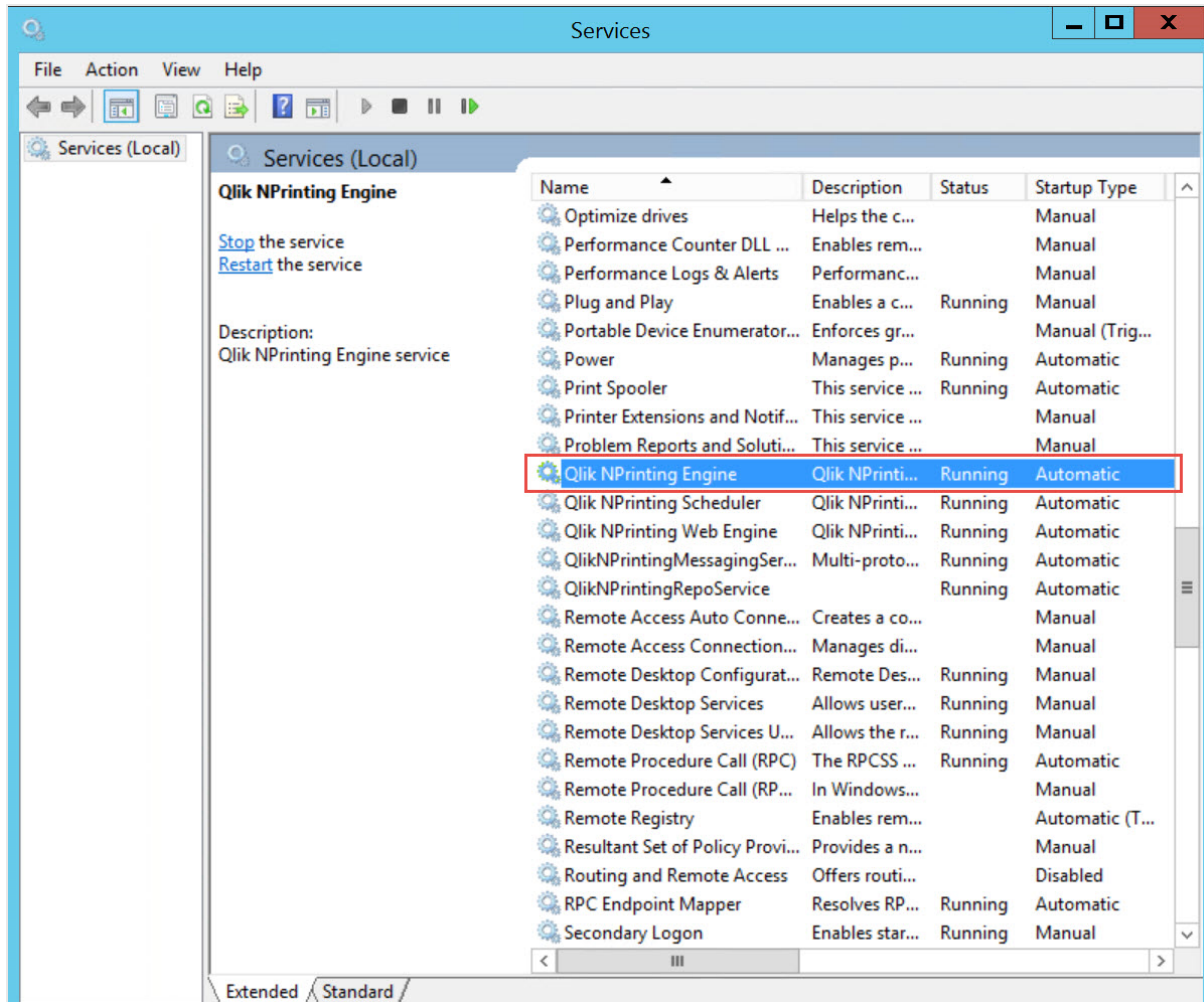 Services
File Action View Help
Services (Local)
Services (Local)
Qlik NPrinting Engine
Stop the service
Restart the service
Description:
Qlik NPrinting Engine service
Name Description Status Startup Type
Optimize drives Helps the c... Manual
Performance Counter DLL ... Enables rem... Manual
Performance Logs & Alerts Performanc... Manual
Plug and Play Enables a c... Running Manual
Portable Device Enumerator... Enforces gr... Manual (Trig...
Power Manages p... Running Automatic
Print Spooler This service ... Running Automatic
Printer Extensions and Notif... This service ... Manual
Problem Reports and Soluti... This service ... Manual
Qlik NPrinting Engine Qlik NPrinti... Running Automatic
Qlik NPrinting Scheduler Qlik NPrinti... Running Automatic
Qlik NPrinting Web Engine Qlik NPrinti... Running Automatic
QlikNPrintingMessagingSer... Multi-proto... Running Automatic
QlikNPrintingRepoService Running Automatic
Remote Access Auto Conne... Creates a co... Manual
Remote Access Connection... Manages di... Manual
Remote Desktop Configurat... Remote Des... Running Manual
Remote Desktop Services Allows user... Running Manual
Remote Desktop Services U... Allows the r... Running Manual
Remote Procedure Call (RPC) The RPCSS ... Running Automatic
Remote Procedure Call (RP... In Windows... Manual
Remote Registry Enables rem... Automatic (T...
Resultant Set of Policy Provi... Provides a n... Manual
Routing and Remote Access Offers routi... Disabled
RPC Endpoint Mapper Resolves RP... Running Automatic
Secondary Logon Enables star... Running Manual
Extended Standard